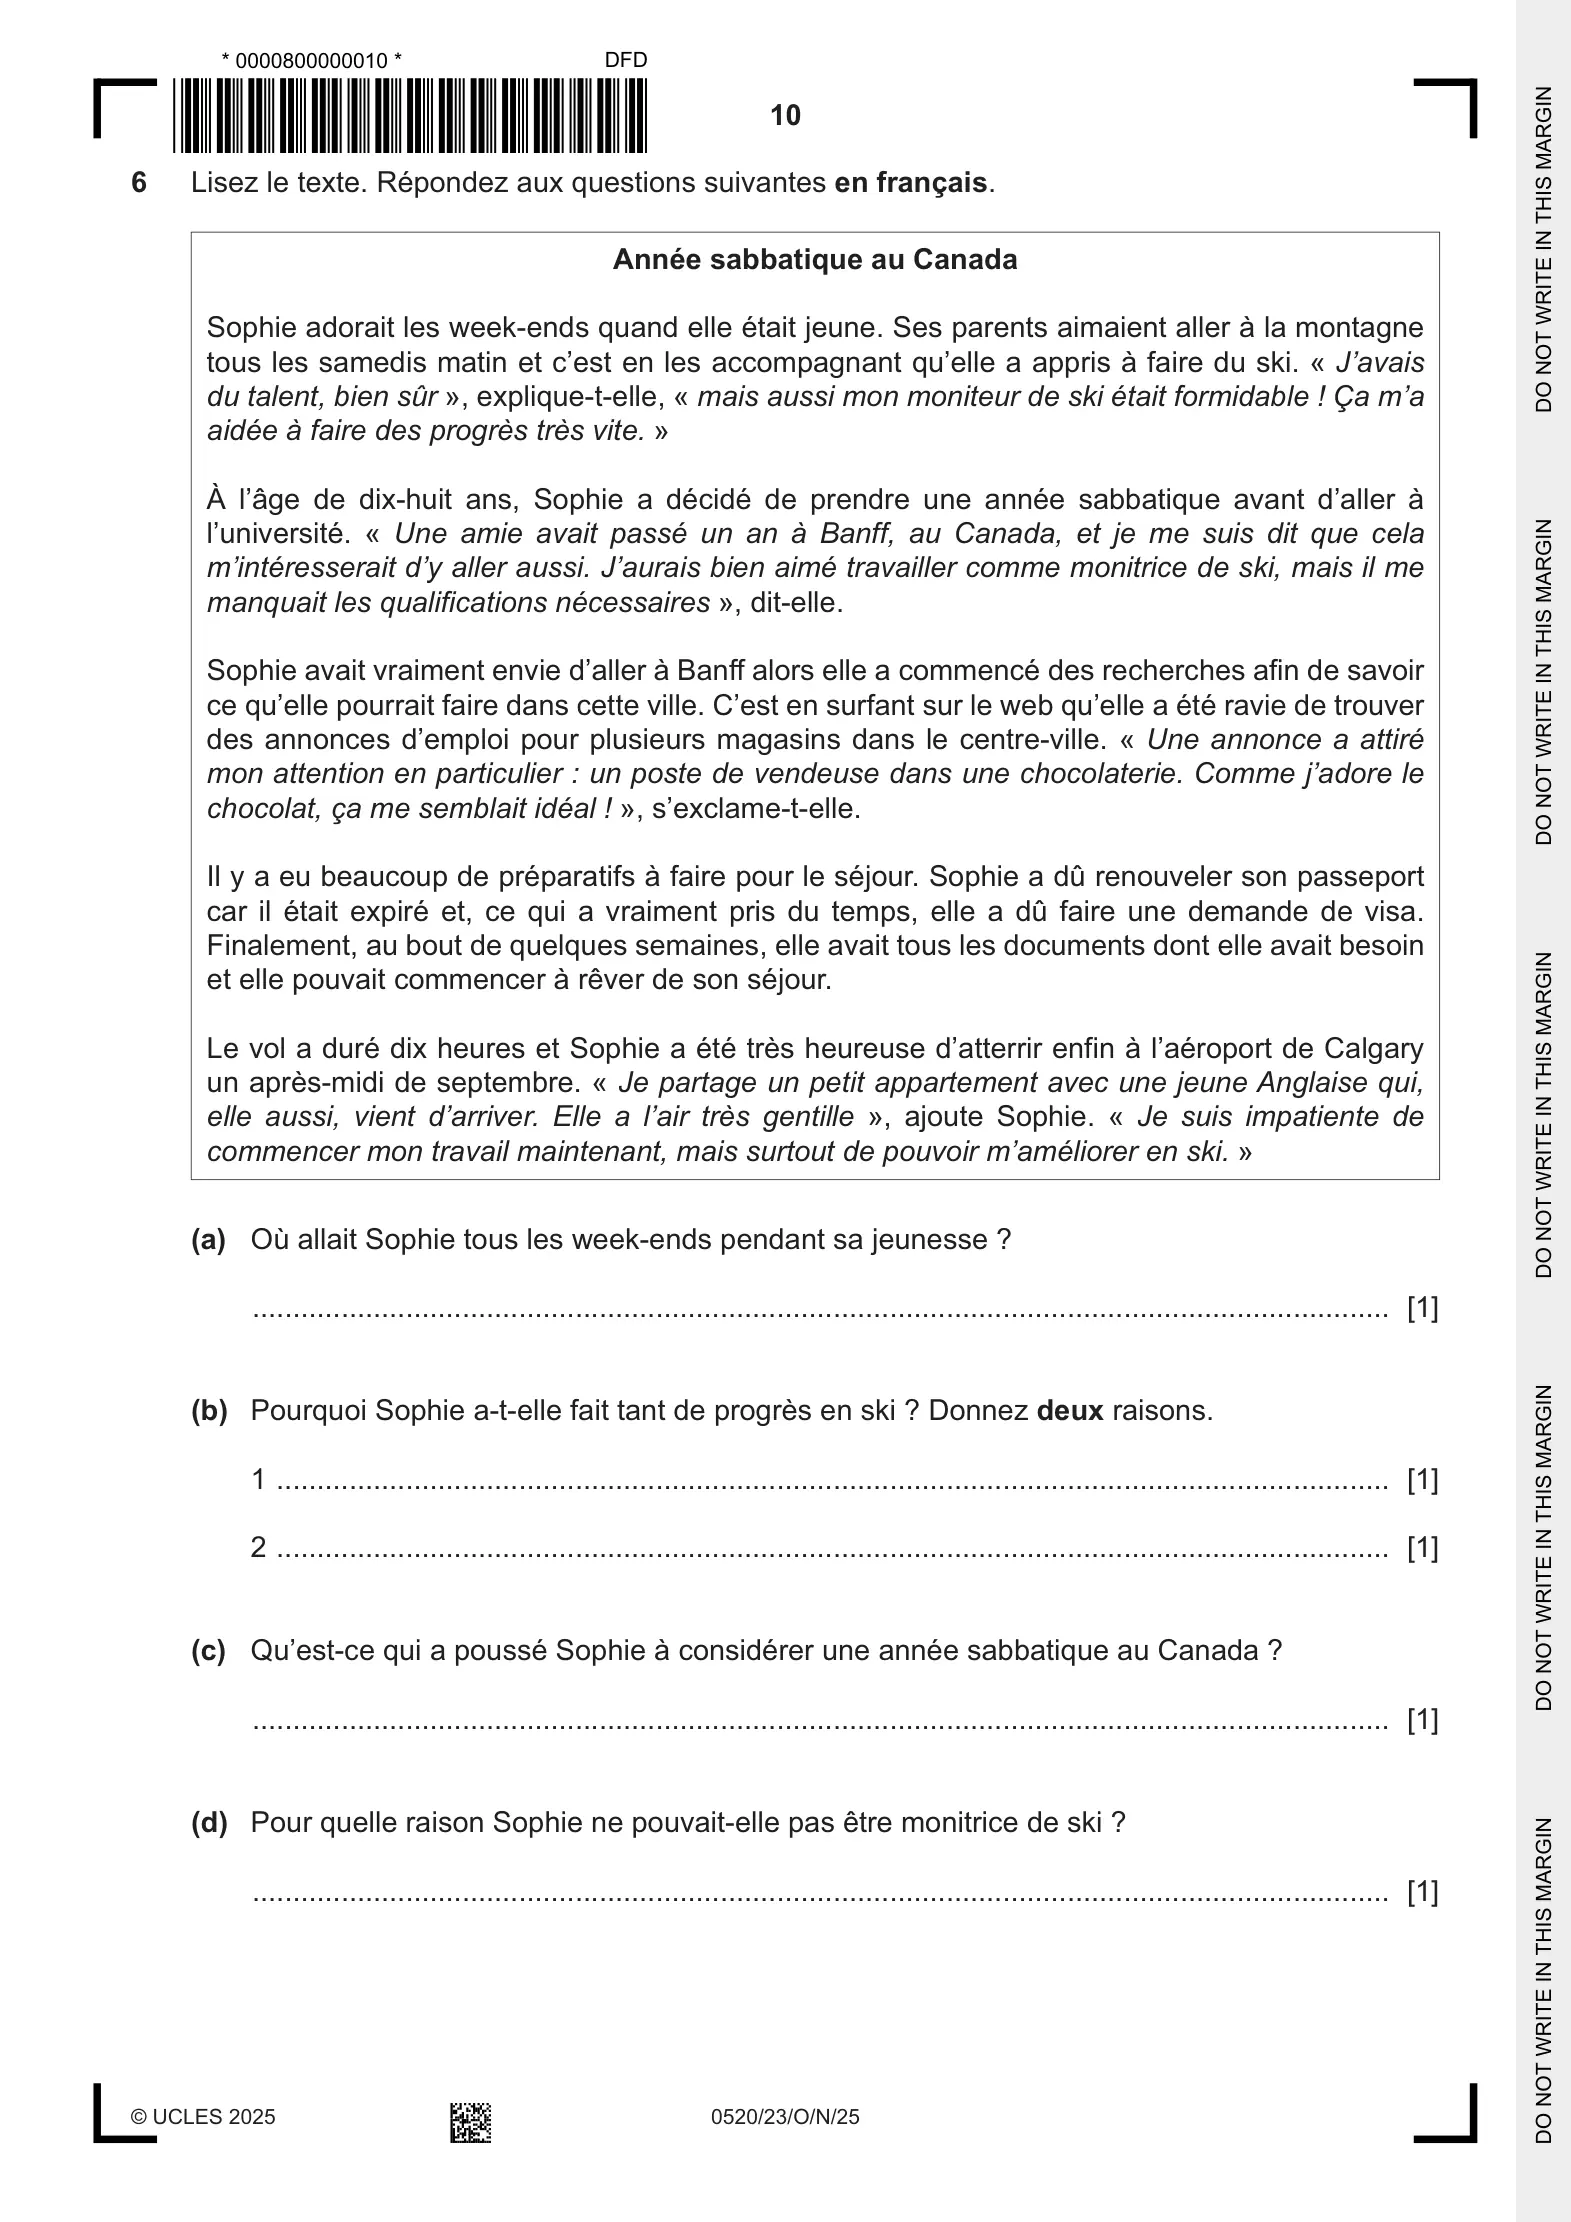 * 0000800000010 *
DFD
10
6 Lisez le texte. Répondez aux questions suivantes en français.
Année sabbatique au Canada
Sophie adorait les week-ends quand elle était jeune. Ses parents aimaient aller à la montagne
tous les samedis matin et c’est en les accompagnant qu’elle a appris à faire du ski. « J’avais
du talent, bien sûr », explique-t-elle, « mais aussi mon moniteur de ski était formidable ! Ça m’a
aidée à faire des progrès très vite. »
À l’âge de dix-huit ans, Sophie a décidé de prendre une année sabbatique avant d’aller à
l’université. « Une amie avait passé un an à Banff, au Canada, et je me suis dit que cela
m’intéresserait d’y aller aussi. J’aurais bien aimé travailler comme monitrice de ski, mais il me
manquait les qualifications nécessaires », dit-elle.
Sophie avait vraiment envie d’aller à Banff alors elle a commencé des recherches afin de savoir
ce qu’elle pourrait faire dans cette ville. C’est en surfant sur le web qu’elle a été ravie de trouver
des annonces d’emploi pour plusieurs magasins dans le centre-ville. « Une annonce a attiré
mon attention en particulier : un poste de vendeuse dans une chocolaterie. Comme j’adore le
chocolat, ça me semblait idéal ! », s’exclame-t-elle.
Il y a eu beaucoup de préparatifs à faire pour le séjour. Sophie a dû renouveler son passeport
car il était expiré et, ce qui a vraiment pris du temps, elle a dû faire une demande de visa.
Finalement, au bout de quelques semaines, elle avait tous les documents dont elle avait besoin
et elle pouvait commencer à rêver de son séjour.
Le vol a duré dix heures et Sophie a été très heureuse d’atterrir enfin à l’aéroport de Calgary
un après-midi de septembre. « Je partage un petit appartement avec une jeune Anglaise qui,
elle aussi, vient d’arriver. Elle a l’air très gentille », ajoute Sophie. « Je suis impatiente de
commencer mon travail maintenant, mais surtout de pouvoir m’améliorer en ski. »
(a) Où allait Sophie tous les week-ends pendant sa jeunesse ?
[1]
(b) Pourquoi Sophie a-t-elle fait tant de progrès en ski ? Donnez deux raisons.
1 [1]
2 [1]
(c) Qu’est-ce qui a poussé Sophie à considérer une année sabbatique au Canada ?
[1]
(d) Pour quelle raison Sophie ne pouvait-elle pas être monitrice de ski ?
[1]
© UCLES 2025
0520/23/O/N/25
DO NOT WRITE IN THIS MARGIN
DO NOT WRITE IN THIS MARGIN
DO NOT WRITE IN THIS MARGIN
DO NOT WRITE IN THIS MARGIN
DO NOT WRITE IN THIS MARGIN